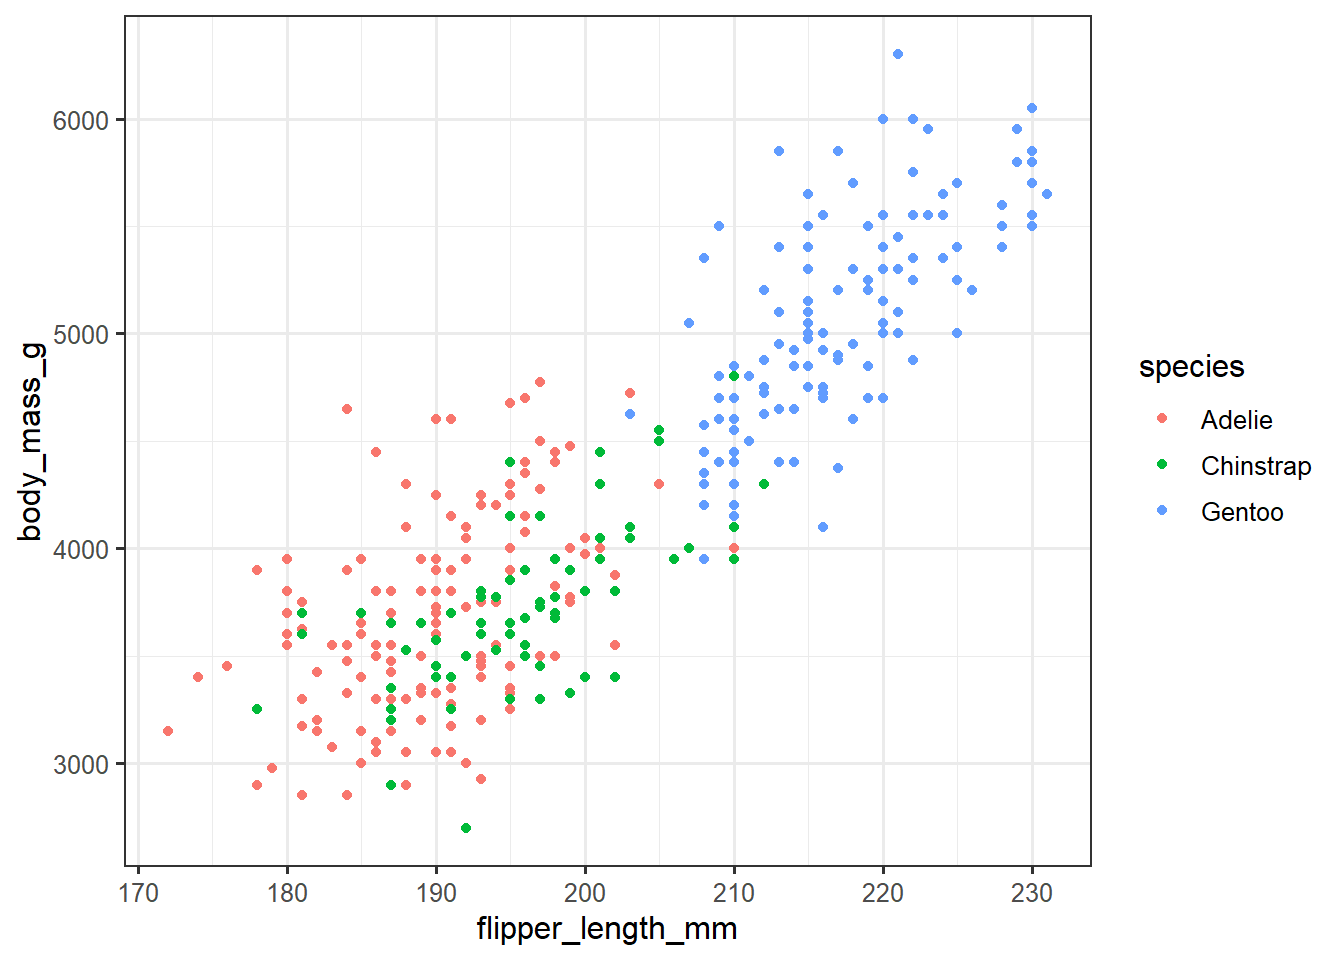 6000
5000
4000
3000
body_mass_g
170 180 190 200 210 220 230
flipper_length_mm
species
Adelie
Chinstrap
Gentoo